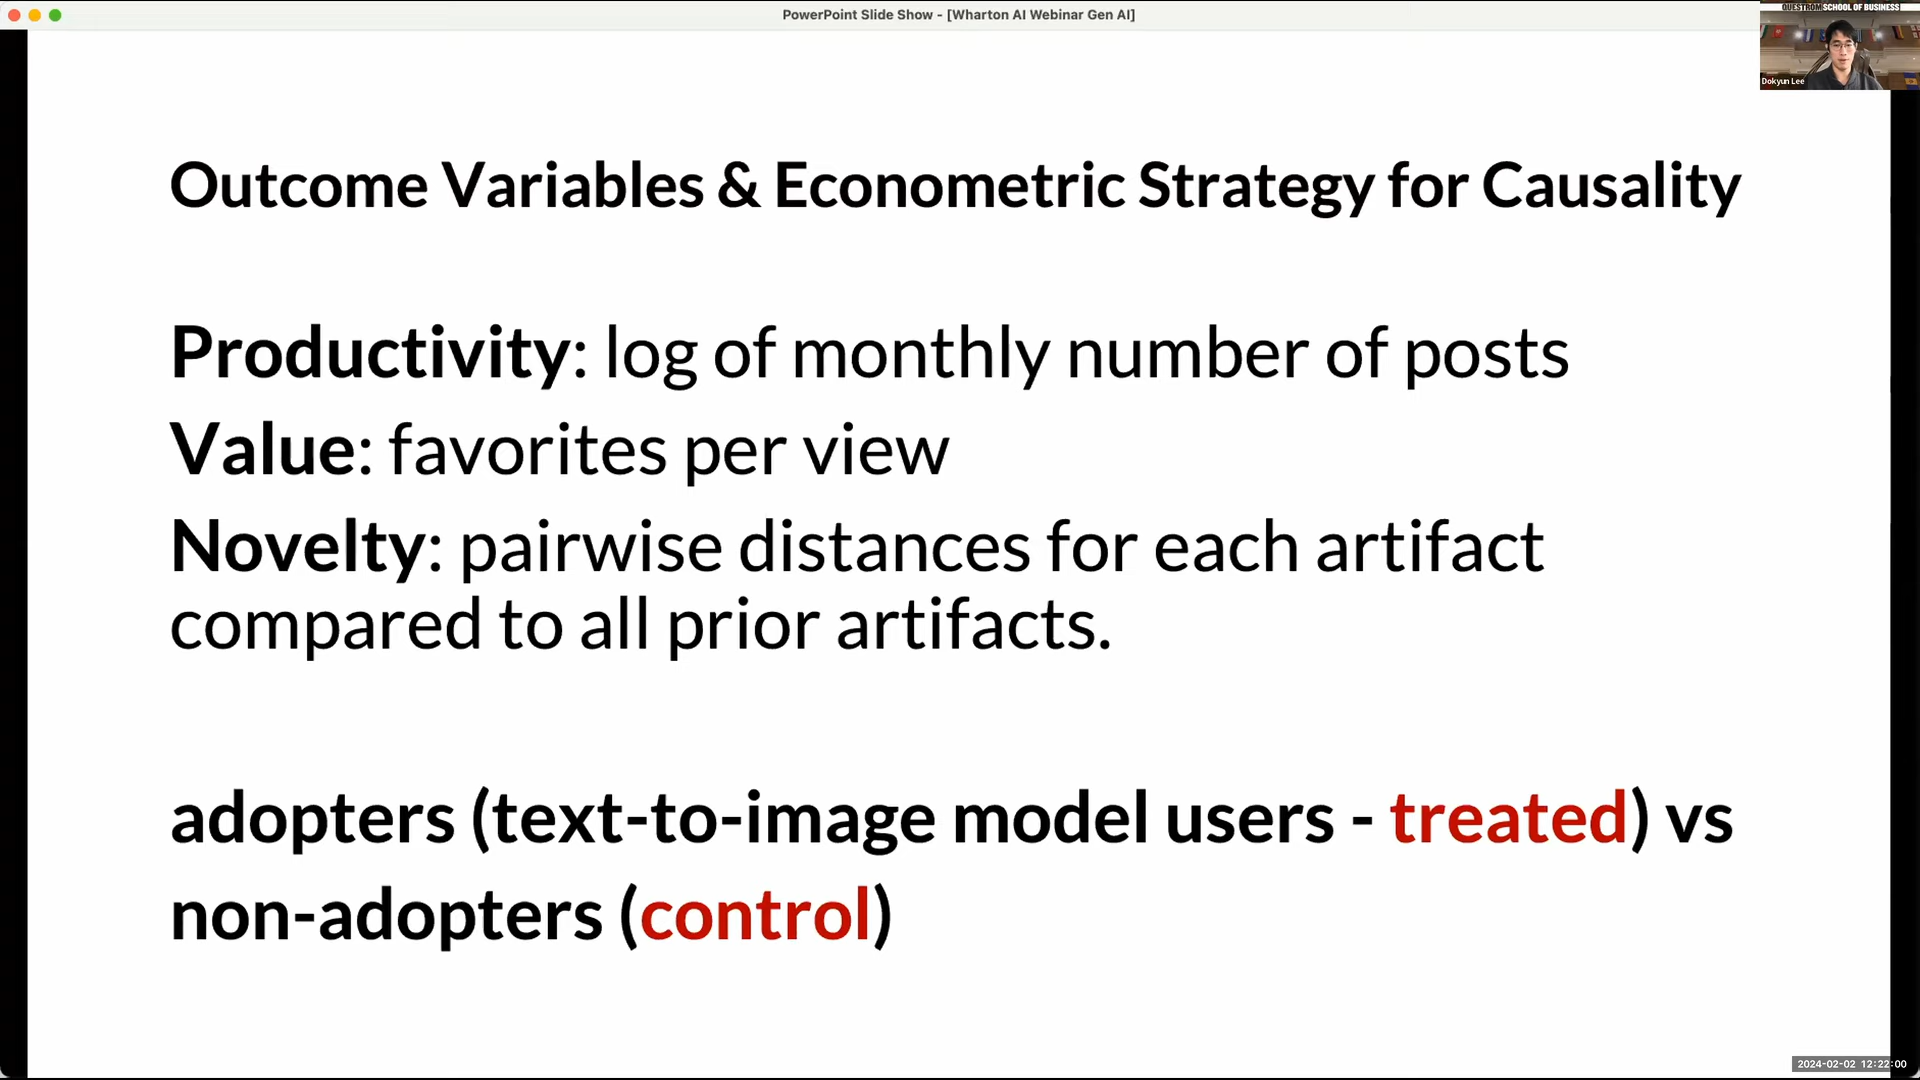 PowerPoint Slide Show - [Wharton AI Webinar Gen AI]
QUESTROM SCHOOL OF BUSINESS
Dokyun Lee
Outcome Variables & Econometric Strategy for Causality
Productivity: log of monthly number of posts
Value: favorites per view
Novelty: pairwise distances for each artifact
compared to all prior artifacts.
adopters (text-to-image model users - treated) vs
non-adopters (control)
2024-02-02 12:22:00